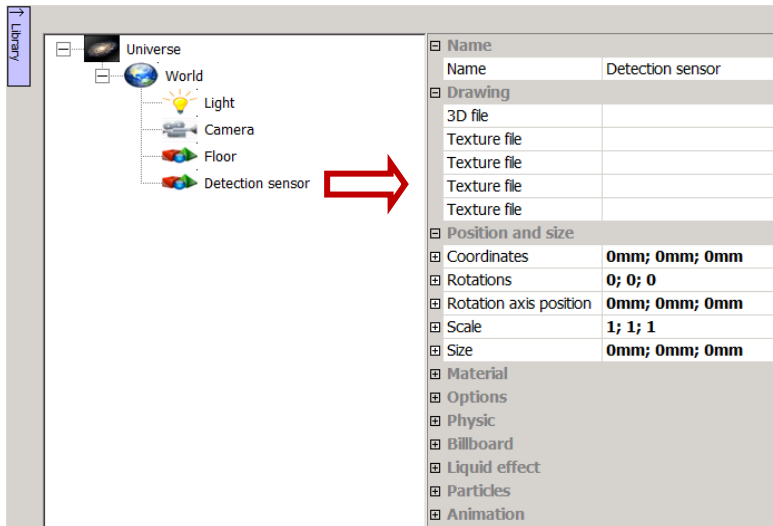 Library
Universe
World
Light
Camera
Floor
Detection sensor
Name
Name Detection sensor
Drawing
3D file
Texture file
Texture file
Texture file
Texture file
Position and size
Coordinates 0mm; 0mm; 0mm
Rotations 0; 0; 0
Rotation axis position 0mm; 0mm; 0mm
Scale 1; 1; 1
Size 0mm; 0mm; 0mm
Material
Options
Physic
Billboard
Liquid effect
Particles
Animation